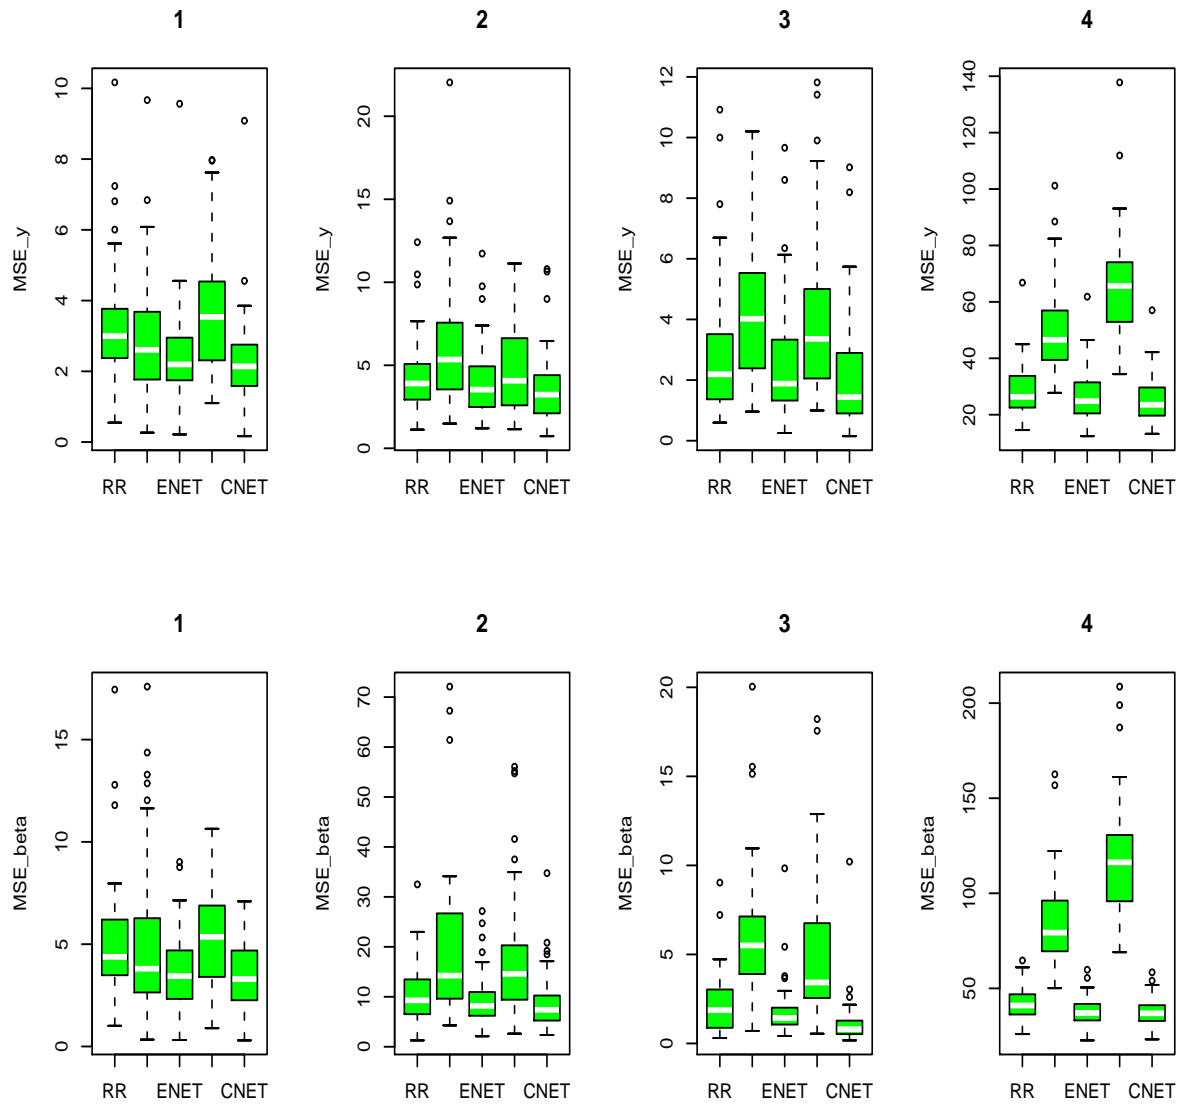 1 2 3 4
MSE_y MSE_y MSE_y MSE_y
0 2 4 6 8 10
0 5 10 15 20
0 2 4 6 8 10 12
20 40 60 80 100 120 140
RR ENET CNET RR ENET CNET RR ENET CNET RR ENET CNET
1 2 3 4
MSE_beta MSE_beta MSE_beta MSE_beta
0 5 10 15
0 10 20 30 40 50 60 70
0 5 10 15 20
50 100 150 200
RR ENET CNET RR ENET CNET RR ENET CNET RR ENET CNET